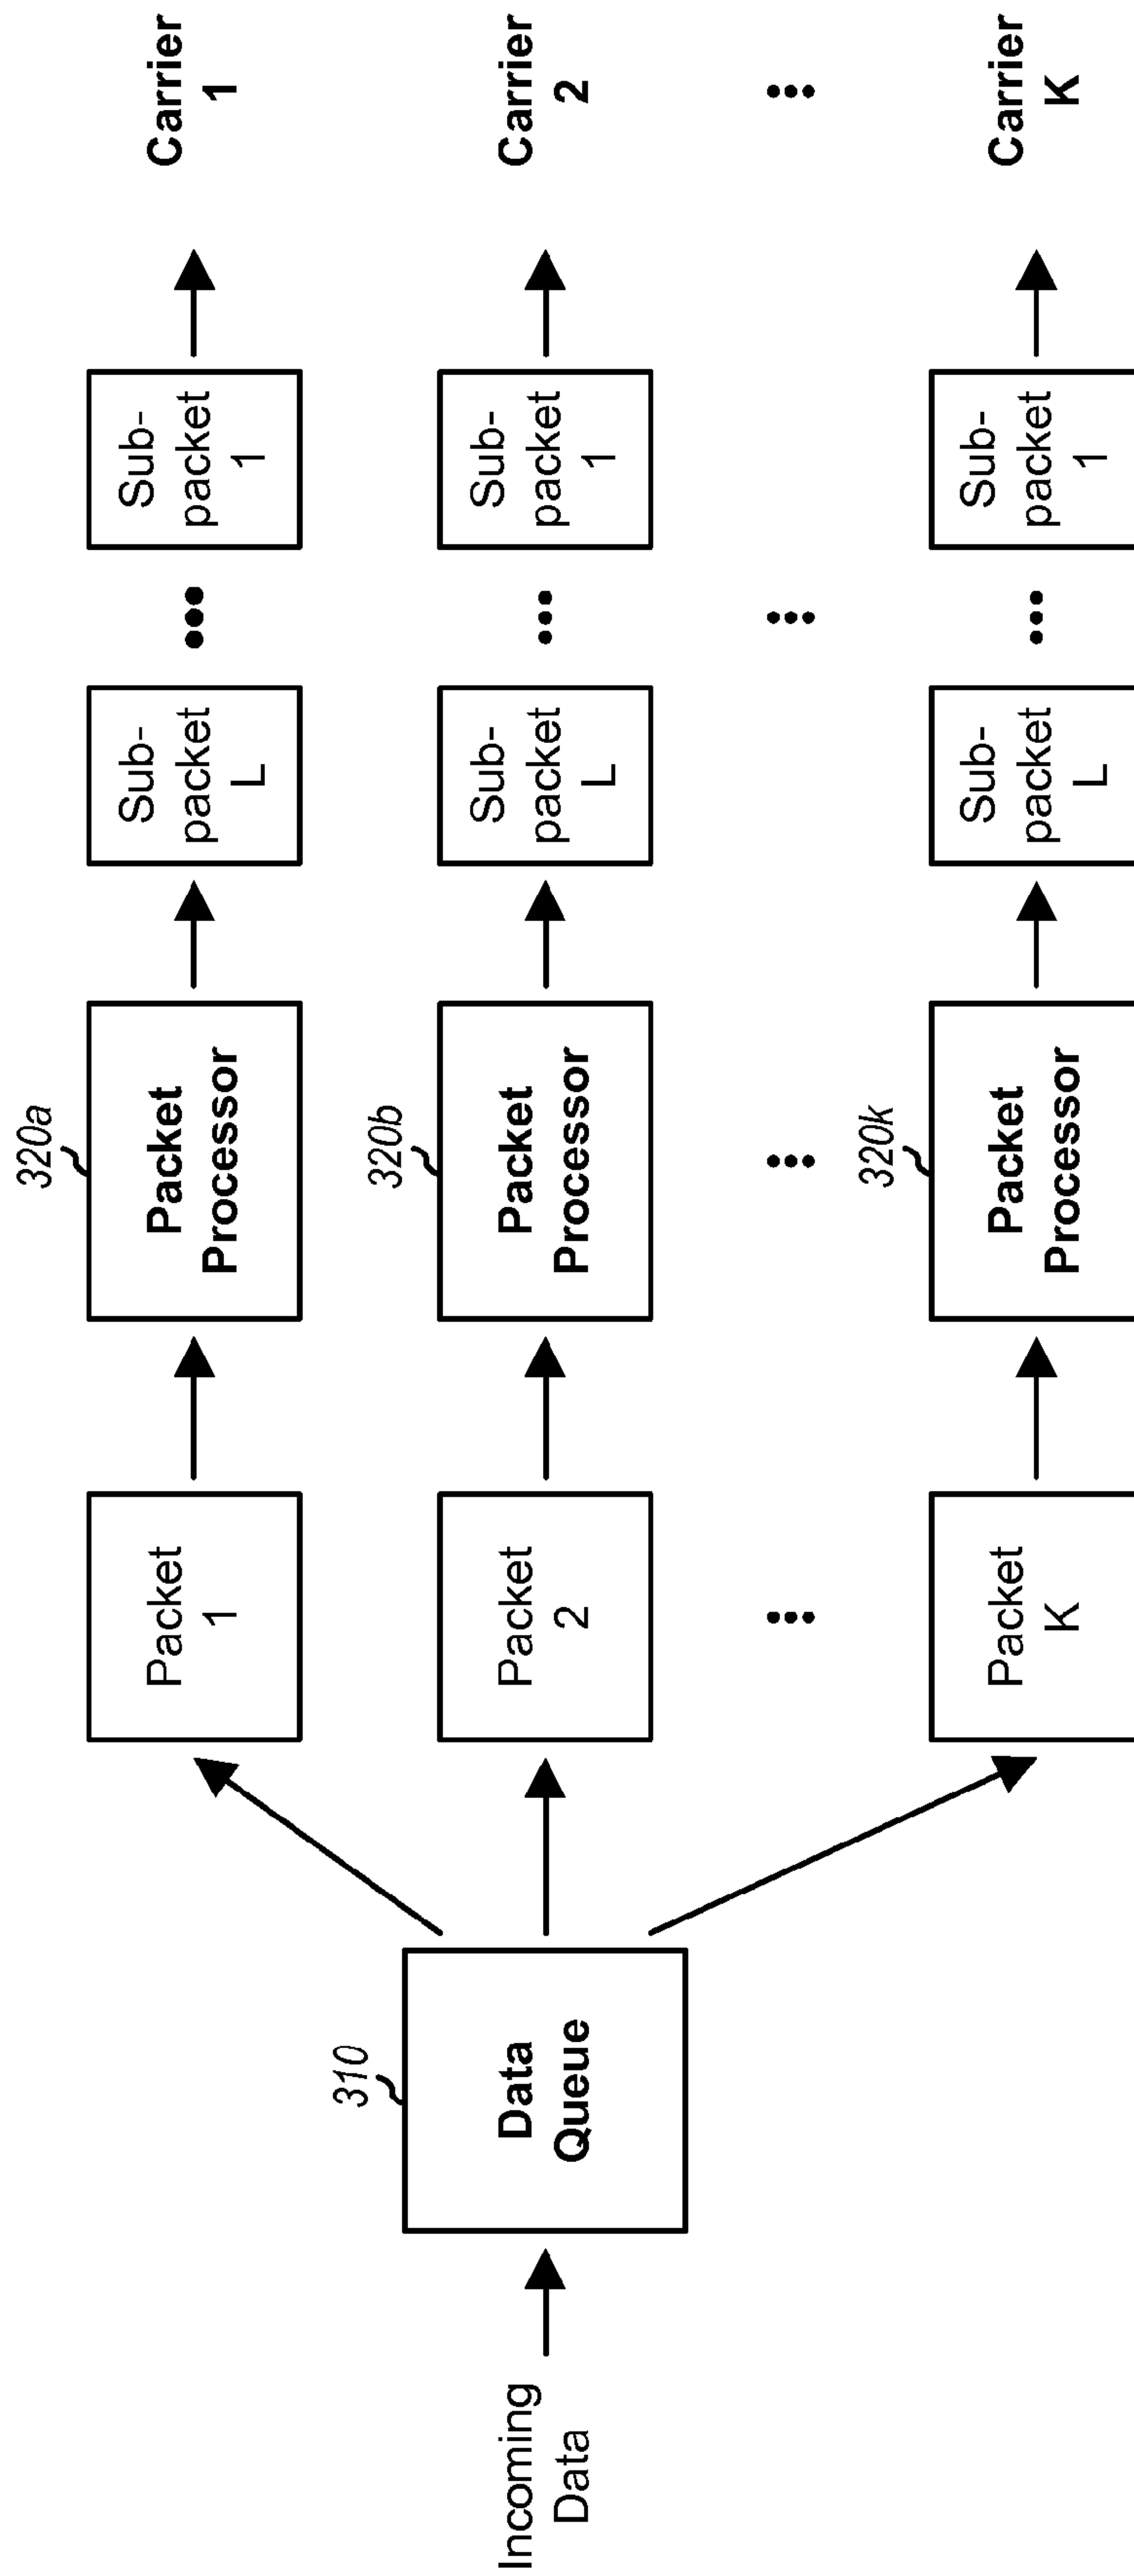 Incoming
Data
310
Data
Queue
Packet
1
320a
Packet
Processor
Sub-
packet
L
Sub-
packet
1
Carrier
1
Packet
2
320b
Packet
Processor
Sub-
packet
L
Sub-
packet
1
Carrier
2
Packet
K
320k
Packet
Processor
Sub-
packet
L
Sub-
packet
1
Carrier
K